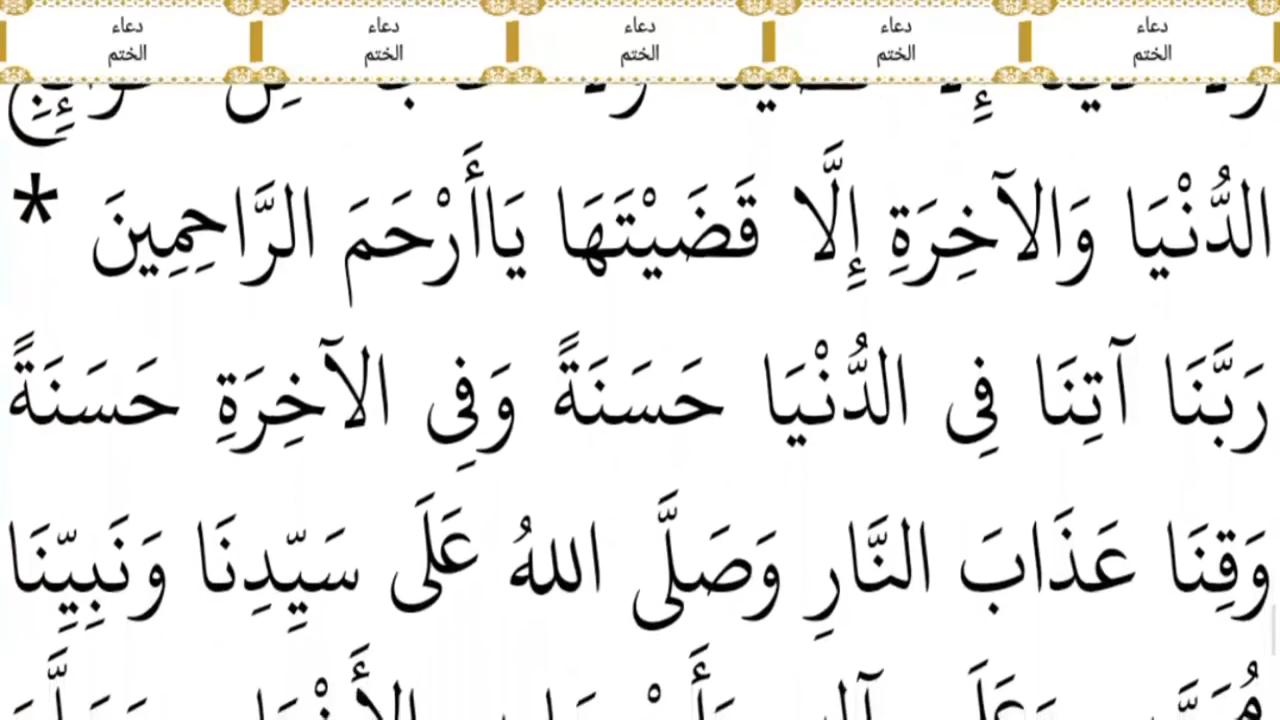 دعاء
الختم
دعاء
الختم
دعاء
الختم
دعاء
الختم
دعاء
الختم
الدُّنْيَا وَالآخِرَةِ إِلَّا قَضَيْتَهَا يَاأَرْحَمَ الرَّاحِمِينَ *
رَبَّنَا آتِنَا فِى الدُّنْيَا حَسَنَةً وَفِى الآخِرَةِ حَسَنَةً
وَقِنَا عَذَابَ النَّارِ وَصَلَّى اللهُ عَلَى سَيِّدِنَا وَنَبِيِّنَا